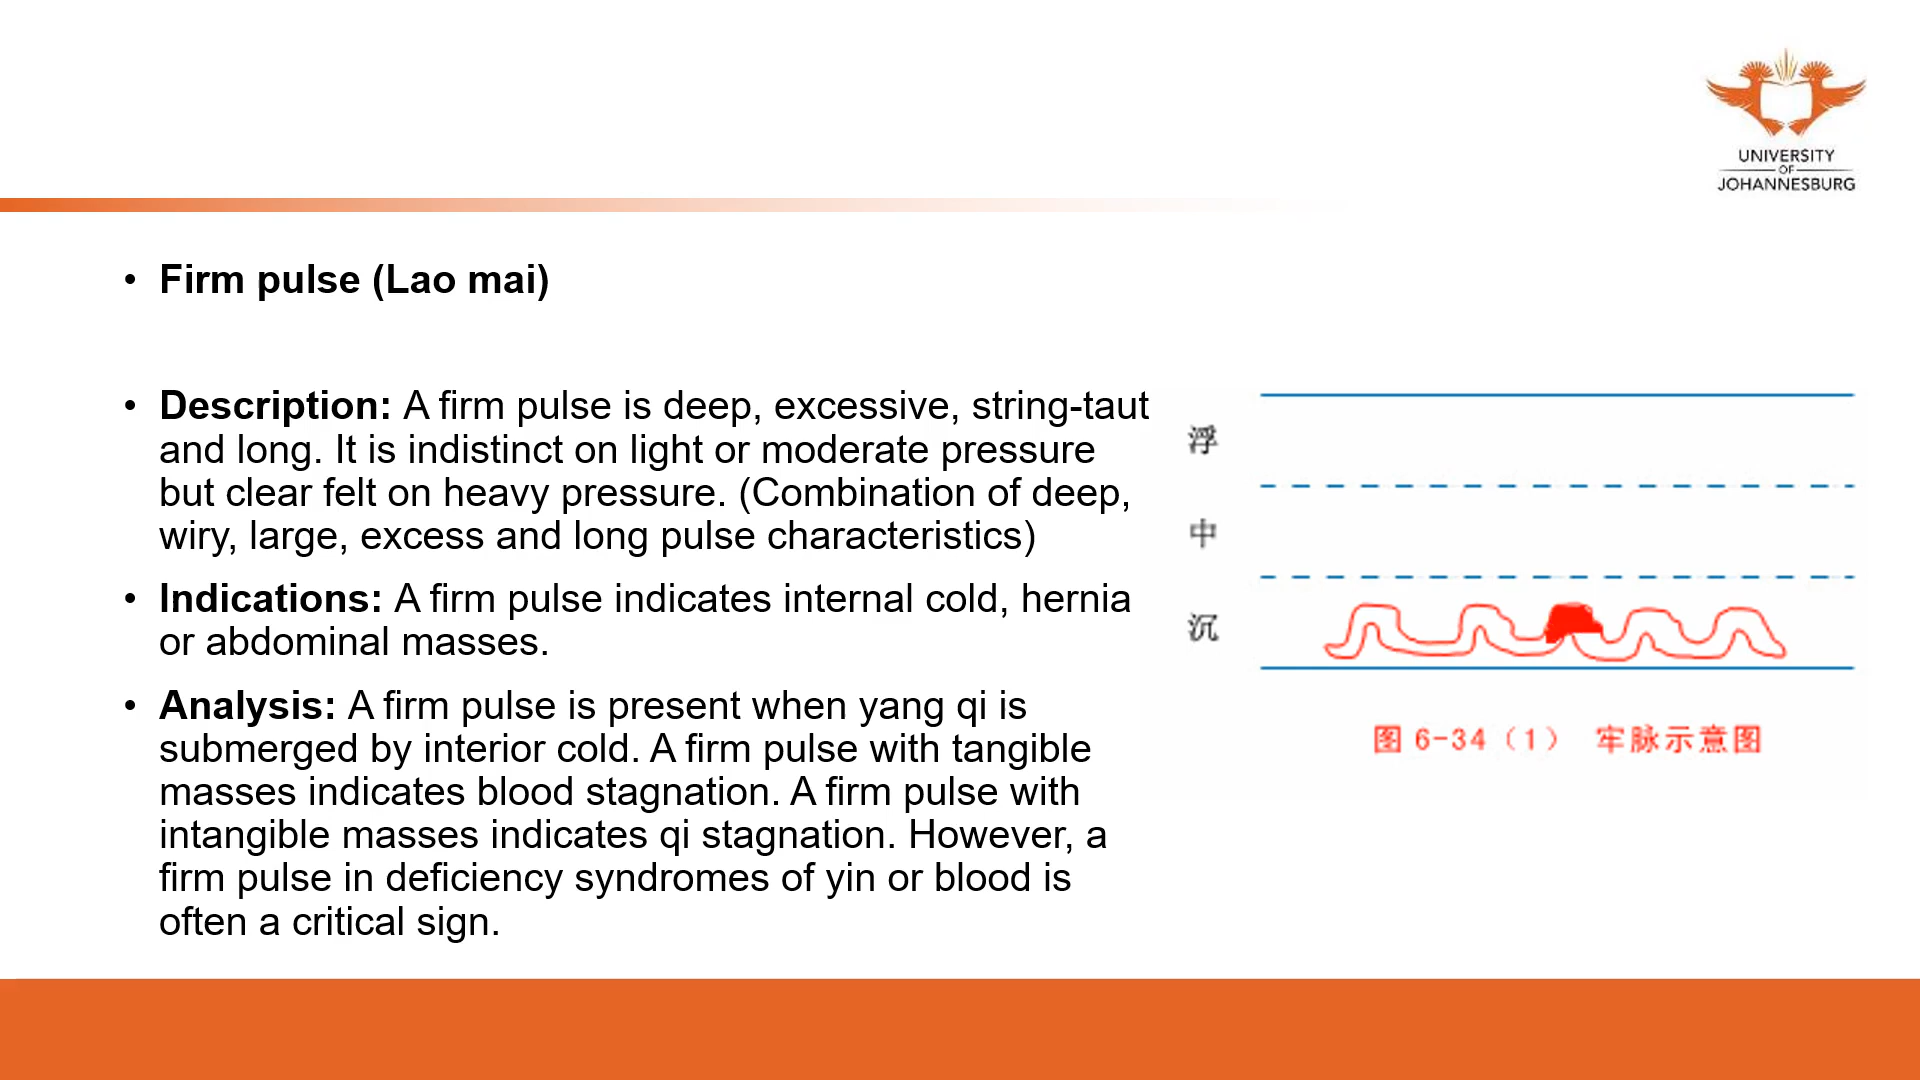 UNIVERSITY
OF
JOHANNESBURG
• Firm pulse (Lao mai)
• Description: A firm pulse is deep, excessive, string-taut
and long. It is indistinct on light or moderate pressure
but clear felt on heavy pressure. (Combination of deep,
wiry, large, excess and long pulse characteristics)
• Indications: A firm pulse indicates internal cold, hernia
or abdominal masses.
• Analysis: A firm pulse is present when yang qi is
submerged by interior cold. A firm pulse with tangible
masses indicates blood stagnation. A firm pulse with
intangible masses indicates qi stagnation. However, a
firm pulse in deficiency syndromes of yin or blood is
often a critical sign.
浮
中
沉
图 6-34（1） 牢脉示意图